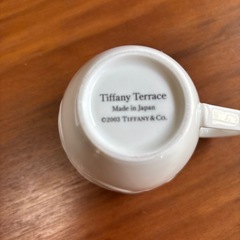 Tiffany Terrace
Made in Japan
©2003 TIFFANY & CO.